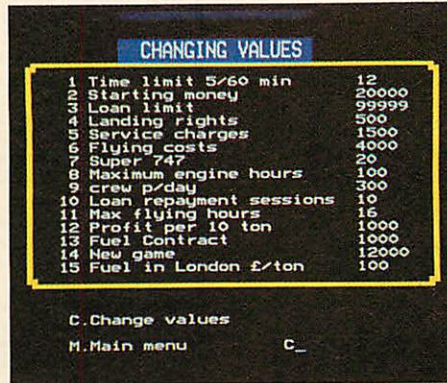 CHANGING VALUES
1 Time limit 5/60 min 12
2 Starting money 20000
3 Loan limit 99999
4 Landing rights 500
5 Service charges 1500
6 Flying costs 4000
7 Super 747 20
8 Maximum engine hours 100
9 crew p/day 300
10 Loan repayment sessions 10
11 Max flying hours 16
12 Profit per 10 ton 1000
13 Fuel Contract 1000
14 New game 12000
15 Fuel in London £/ton 100
C.Change values
M.Main menu C_